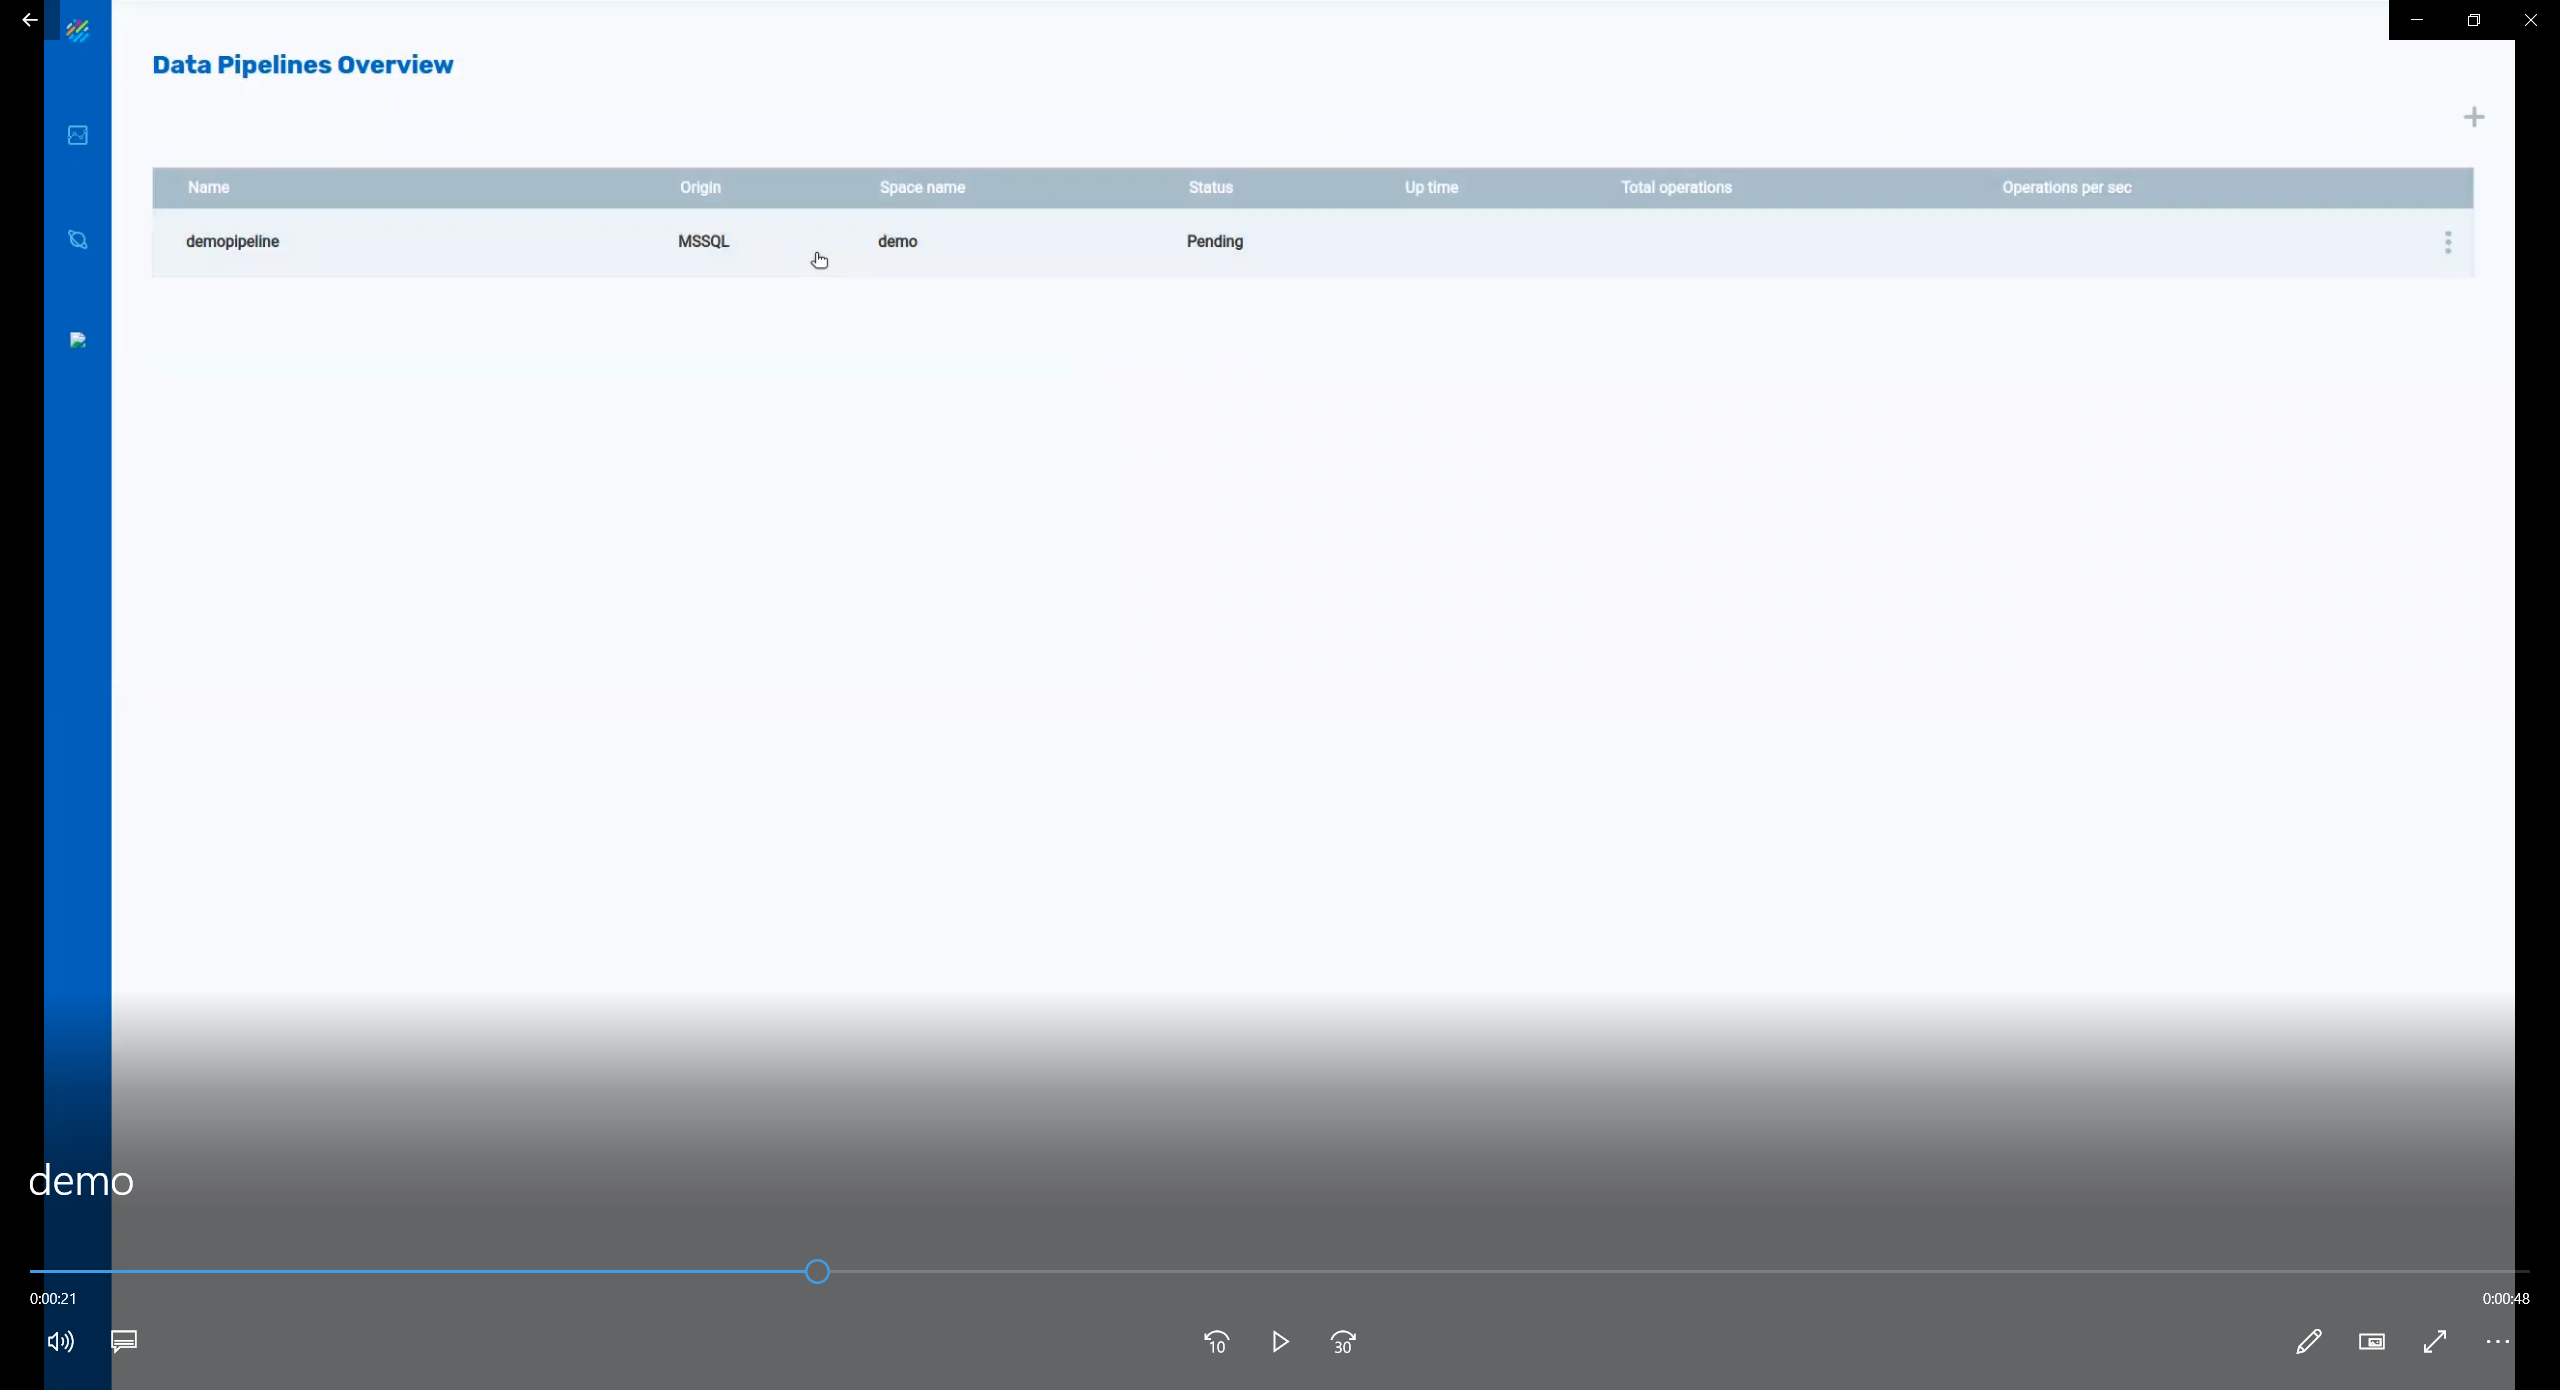 Data Pipelines Overview
Name Origin Space name Status Up time Total operations Operations per sec
demopipeline MSSQL demo Pending
demo
0:00:21 0:00:48
10 30